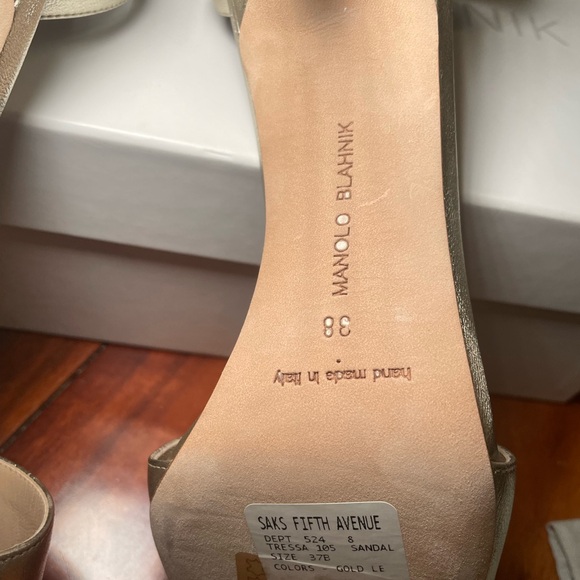 NIK
MANOLO BLAHNIK
hand made in Italy
SAKS FIFTH AVENUE
DEPT 524 8
TRESSA 105 SANDAL
SIZE 37B
COLORS - GOLD LE